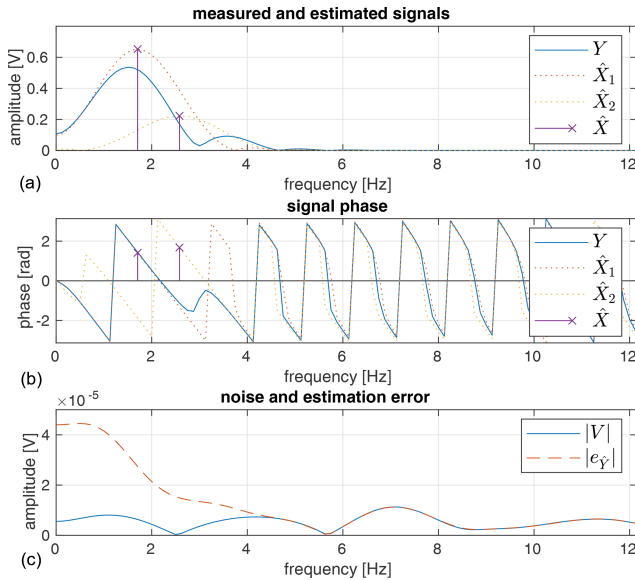 measured and estimated signals
amplitude [V]
0.6
0.4
0.2
0
0 2 4 6 8 10 12
Y
X̂₁
X̂₂
X̂
(a)
frequency [Hz]
signal phase
phase [rad]
2
0
-2
0 2 4 6 8 10 12
Y
X̂₁
X̂₂
X̂
(b)
frequency [Hz]
noise and estimation error
×10⁻⁵
amplitude [V]
4
2
0
0 2 4 6 8 10 12
|V|
|e_Ŷ|
(c)
frequency [Hz]